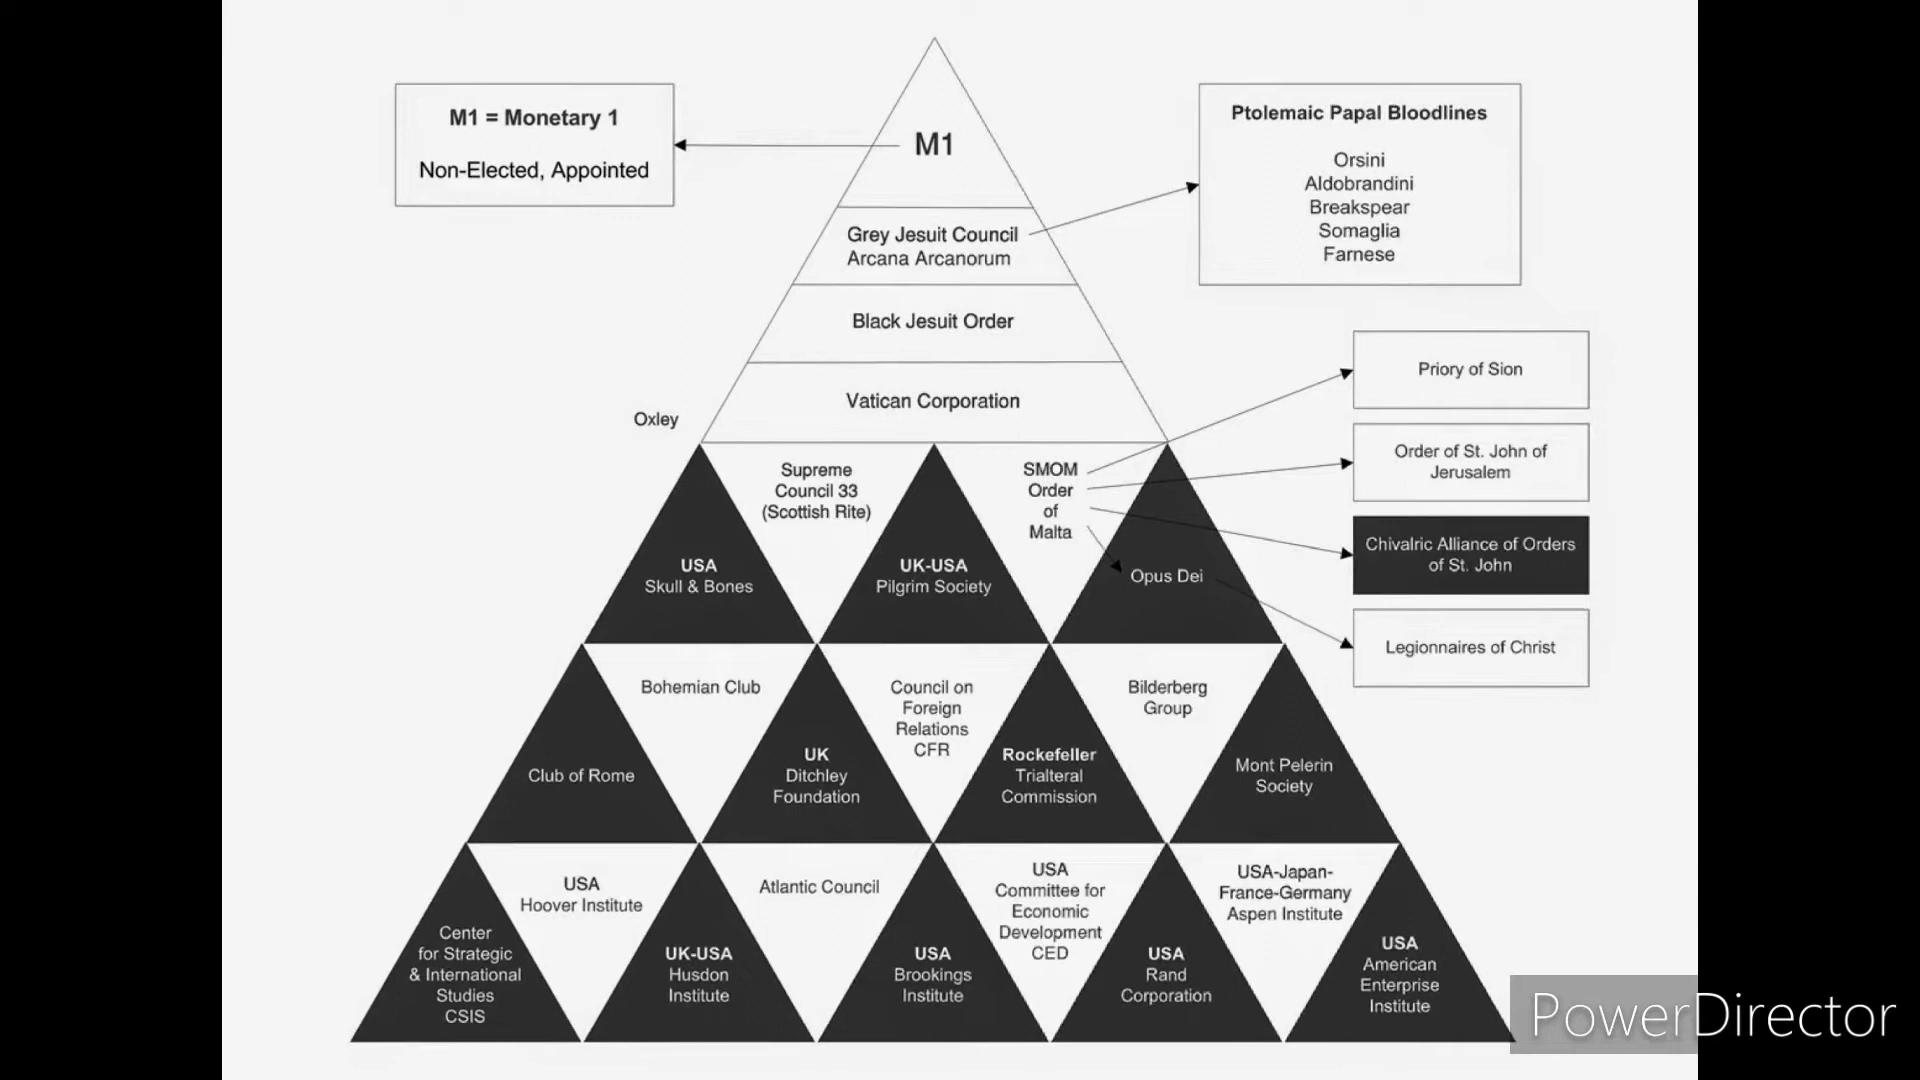 M1 = Monetary 1
Non-Elected, Appointed
M1
Ptolemaic Papal Bloodlines
Orsini
Aldobrandini
Breakspear
Somaglia
Farnese
Grey Jesuit Council
Arcana Arcanorum
Black Jesuit Order
Vatican Corporation
Oxley
Priory of Sion
Order of St. John of
Jerusalem
Chivalric Alliance of Orders
of St. John
Legionnaires of Christ
USA
Skull & Bones
Supreme
Council 33
(Scottish Rite)
UK-USA
Pilgrim Society
SMOM
Order
of
Malta
Opus Dei
Club of Rome
Bohemian Club
UK
Ditchley
Foundation
Council on
Foreign
Relations
CFR
Rockefeller
Trialteral
Commission
Bilderberg
Group
Mont Pelerin
Society
Center
for Strategic
& International
Studies
CSIS
USA
Hoover Institute
UK-USA
Husdon
Institute
Atlantic Council
USA
Brookings
Institute
USA
Committee for
Economic
Development
CED
USA
Rand
Corporation
USA-Japan-
France-Germany
Aspen Institute
USA
American
Enterprise
Institute
PowerDirector